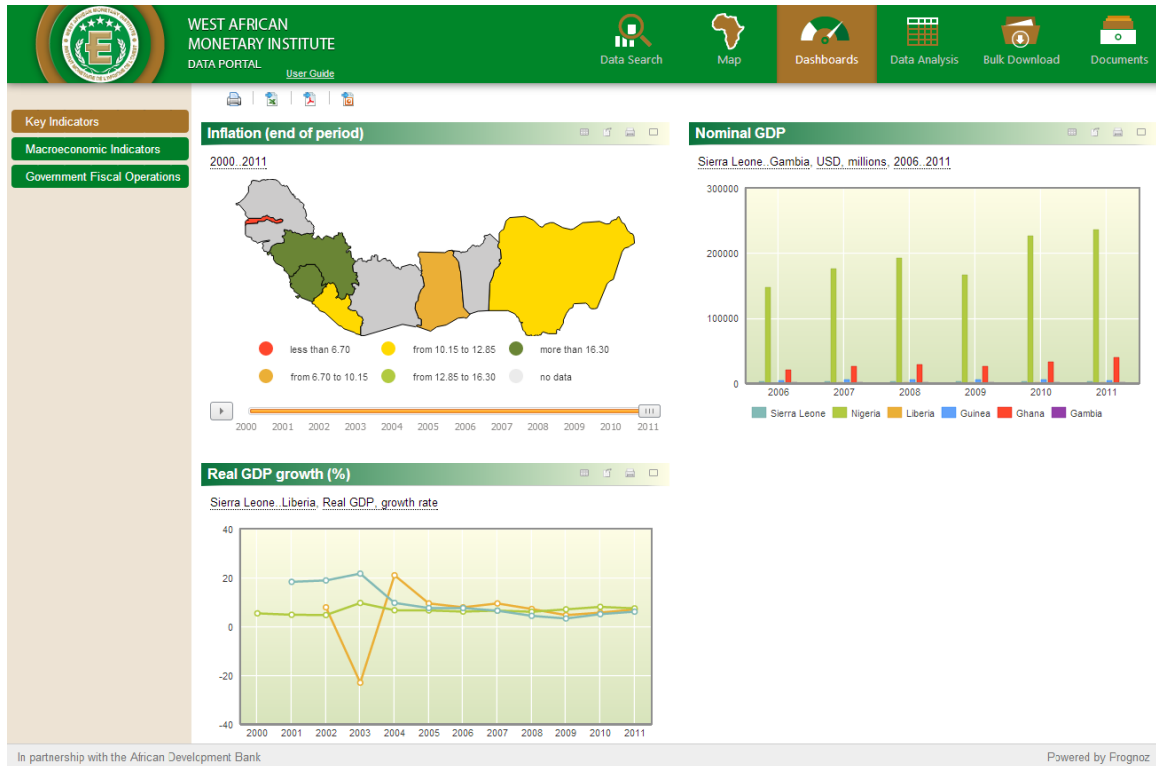 WEST AFRICAN
MONETARY INSTITUTE
DATA PORTAL
User Guide
Data Search
Map
Dashboards
Data Analysis
Bulk Download
Documents
Key Indicators
Macroeconomic Indicators
Government Fiscal Operations
Inflation (end of period)
2000..2011
less than 6.70
from 10.15 to 12.85
more than 16.30
from 6.70 to 10.15
from 12.85 to 16.30
no data
2000 2001 2002 2003 2004 2005 2006 2007 2008 2009 2010 2011
Nominal GDP
Sierra Leone..Gambia, USD, millions, 2006..2011
300000
200000
100000
0
2006 2007 2008 2009 2010 2011
Sierra Leone Nigeria Liberia Guinea Ghana Gambia
Real GDP growth (%)
Sierra Leone..Liberia, Real GDP, growth rate
40
20
0
-20
-40
2000 2001 2002 2003 2004 2005 2006 2007 2008 2009 2010 2011
In partnership with the African Development Bank
Powered by Prognoz